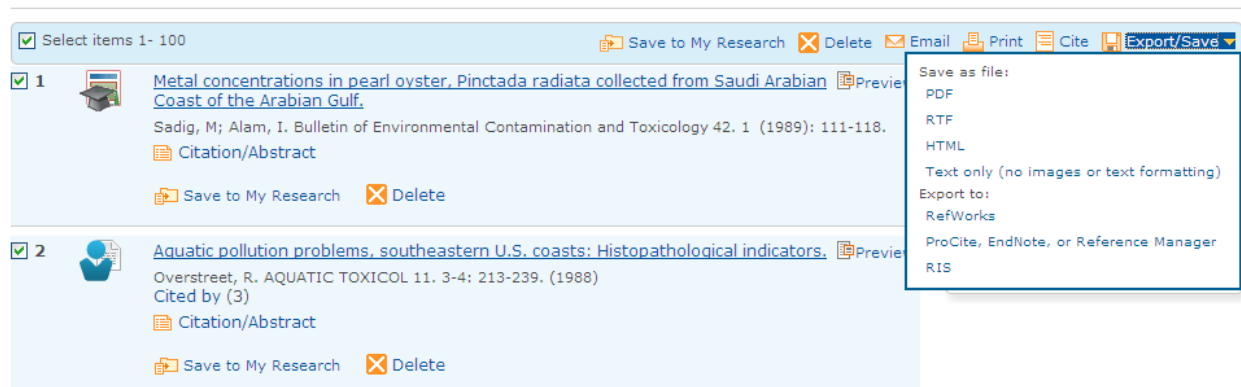 Select items 1- 100 Save to My Research Delete Email Print Cite Export/Save
Save as file:
PDF
RTF
HTML
Text only (no images or text formatting)
Export to:
RefWorks
ProCite, EndNote, or Reference Manager
RIS
1 Metal concentrations in pearl oyster, Pinctada radiata collected from Saudi Arabian Previe
Coast of the Arabian Gulf.
Sadig, M; Alam, I. Bulletin of Environmental Contamination and Toxicology 42. 1 (1989): 111-118.
Citation/Abstract
Save to My Research Delete
2 Aquatic pollution problems, southeastern U.S. coasts: Histopathological indicators. Previe
Overstreet, R. AQUATIC TOXICOL 11. 3-4: 213-239. (1988)
Cited by (3)
Citation/Abstract
Save to My Research Delete